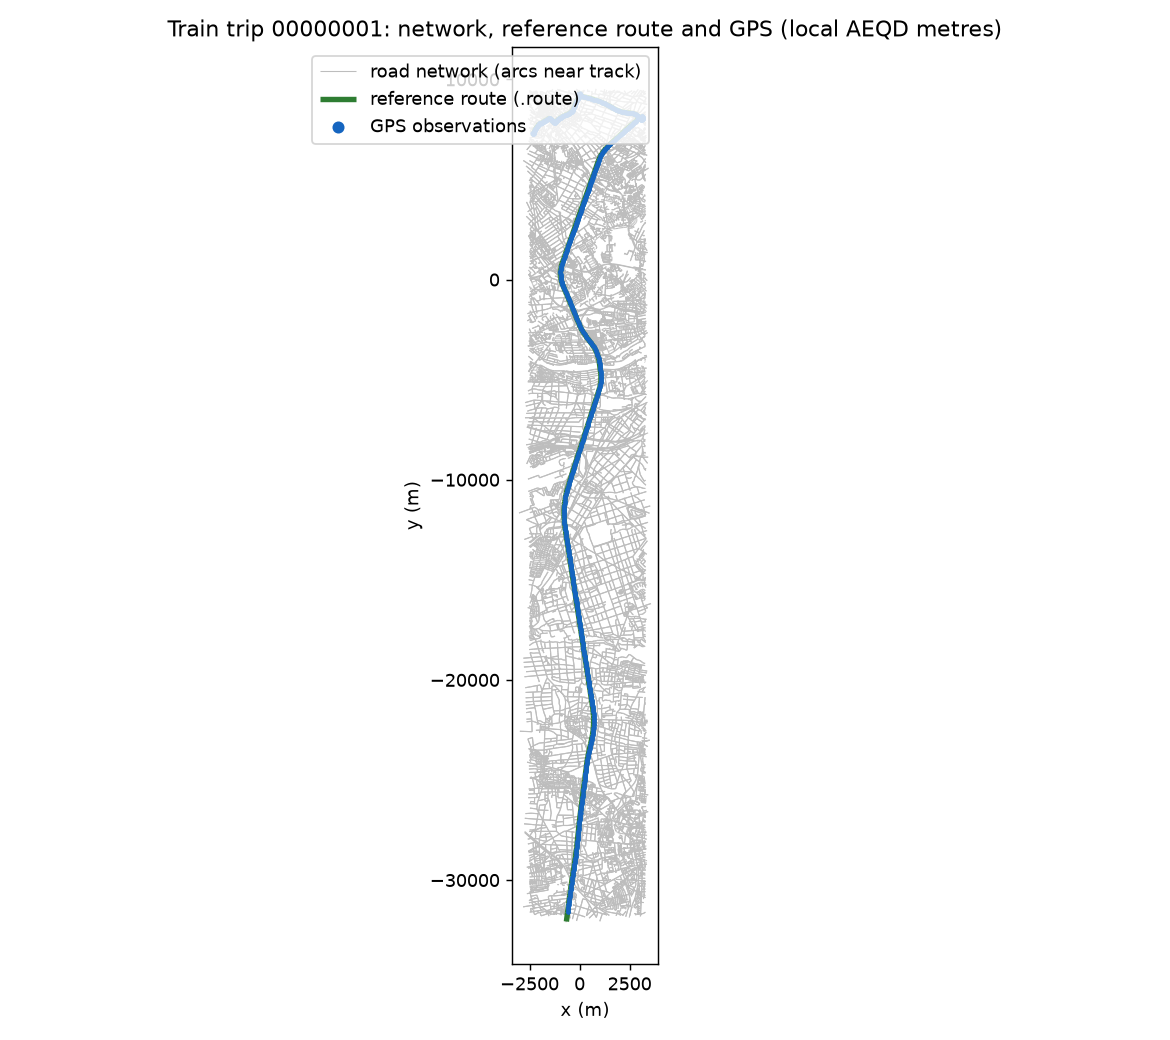 Train trip 00000001: network, reference route and GPS (local AEQD metres)
road network (arcs near track)
reference route (.route)
GPS observations
10000
0
−10000
−20000
−30000
y (m)
−2500 0 2500
x (m)